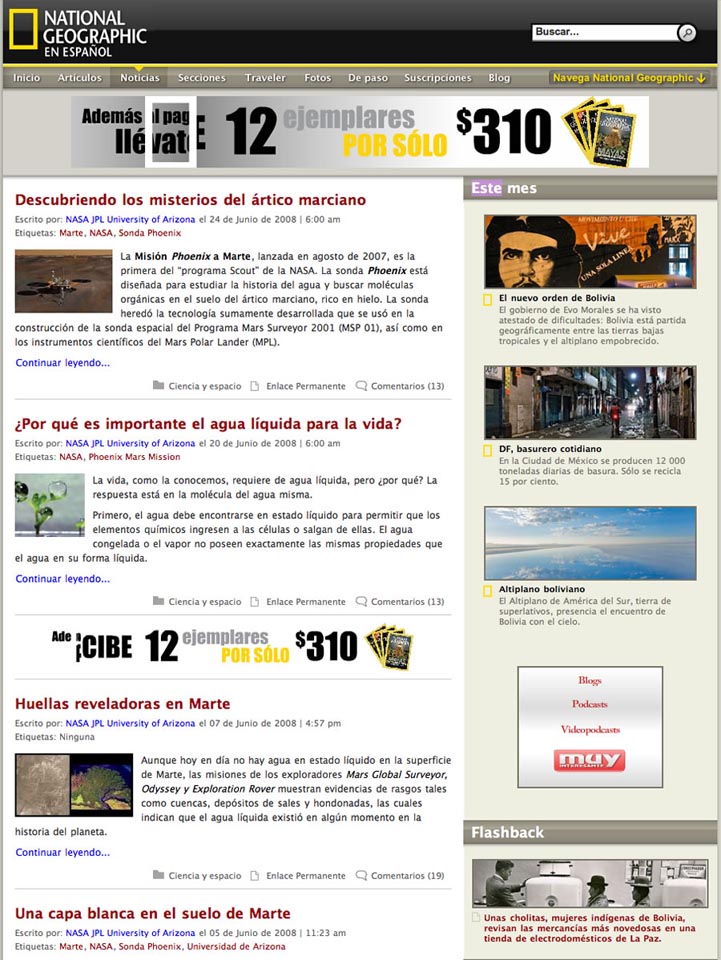 NATIONAL
GEOGRAPHIC
EN ESPAÑOL
Buscar...
Inicio Artículos Noticias Secciones Traveler Fotos De paso Suscripciones Blog Navega National Geographic
Además al pag
llévate 12 ejemplares POR SÓLO $310
Descubriendo los misterios del ártico marciano
Escrito por: NASA JPL University of Arizona el 24 de Junio de 2008 | 6:00 am
Etiquetas: Marte, NASA, Sonda Phoenix
La Misión Phoenix a Marte, lanzada en agosto de 2007, es la
primera del "programa Scout" de la NASA. La sonda Phoenix está
diseñada para estudiar la historia del agua y buscar moléculas
orgánicas en el suelo del ártico marciano, rico en hielo. La sonda
heredó la tecnología sumamente desarrollada que se usó en la
construcción de la sonda espacial del Programa Mars Surveyor 2001 (MSP 01), así como en
los instrumentos científicos del Mars Polar Lander (MPL).
Continuar leyendo...
Ciencia y espacio Enlace Permanente Comentarios (13)
¿Por qué es importante el agua líquida para la vida?
Escrito por: NASA JPL University of Arizona el 20 de Junio de 2008 | 6:00 am
Etiquetas: NASA, Phoenix Mars Mission
La vida, como la conocemos, requiere de agua líquida, pero ¿por qué? La
respuesta está en la molécula del agua misma.
Primero, el agua debe encontrarse en estado líquido para permitir que los
elementos químicos ingresen a las células o salgan de ellas. El agua
congelada o el vapor no poseen exactamente las mismas propiedades que
el agua en su forma líquida.
Continuar leyendo...
Ciencia y espacio Enlace Permanente Comentarios (13)
Ade
¡CIBE 12 ejemplares POR SÓLO $310
Huellas reveladoras en Marte
Escrito por: NASA JPL University of Arizona el 07 de Junio de 2008 | 4:57 pm
Etiquetas: Ninguna
Aunque hoy en día no hay agua en estado líquido en la superficie
de Marte, las misiones de los exploradores Mars Global Surveyor,
Odyssey y Exploration Rover muestran evidencias de rasgos tales
como cuencas, depósitos de sales y hondonadas, las cuales
indican que el agua líquida existió en algún momento en la
historia del planeta.
Continuar leyendo...
Ciencia y espacio Enlace Permanente Comentarios (19)
Una capa blanca en el suelo de Marte
Escrito por: NASA JPL University of Arizona el 05 de Junio de 2008 | 11:23 am
Etiquetas: Marte, NASA, Sonda Phoenix, Universidad de Arizona
Este mes
Vive
UNA SOLA LINEA
MARX
El nuevo orden de Bolivia
El gobierno de Evo Morales se ha visto
atestado de dificultades: Bolivia está partida
geográficamente entre las tierras bajas
tropicales y el altiplano empobrecido.
DF, basurero cotidiano
En la Ciudad de México se producen 12 000
toneladas diarias de basura. Sólo se recicla
15 por ciento.
Altiplano boliviano
El Altiplano de América del Sur, tierra de
superlativos, presencia el encuentro de
Bolivia con el cielo.
Blogs
Podcasts
Videopodcasts
muy
INTERESANTE
Flashback
Unas cholitas, mujeres indígenas de Bolivia,
revisan las mercancías más novedosas en una
tienda de electrodomésticos de La Paz.